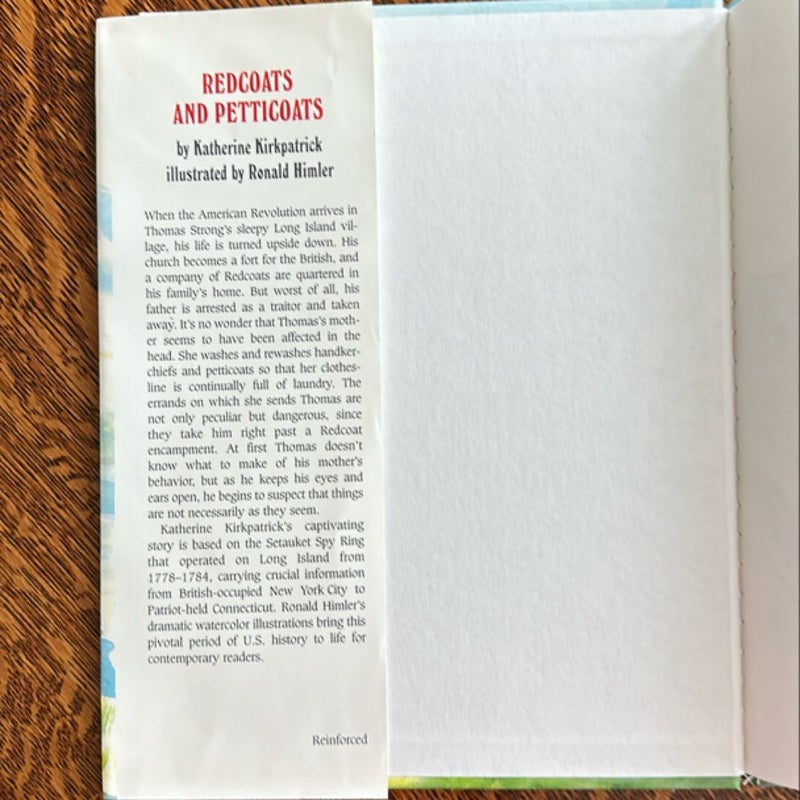 REDCOATS
AND PETTICOATS
by Katherine Kirkpatrick
illustrated by Ronald Himler
When the American Revolution arrives in
Thomas Strong's sleepy Long Island vil-
lage, his life is turned upside down. His
church becomes a fort for the British, and
a company of Redcoats are quartered in
his family's home. But worst of all, his
father is arrested as a traitor and taken
away. It's no wonder that Thomas's moth-
er seems to have been affected in the
head. She washes and rewashes handker-
chiefs and petticoats so that her clothes-
line is continually full of laundry. The
errands on which she sends Thomas are
not only peculiar but dangerous, since
they take him right past a Redcoat
encampment. At first Thomas doesn't
know what to make of his mother's
behavior, but as he keeps his eyes and
ears open, he begins to suspect that things
are not necessarily as they seem.
Katherine Kirkpatrick's captivating
story is based on the Setauket Spy Ring
that operated on Long Island from
1778–1784, carrying crucial information
from British-occupied New York City to
Patriot-held Connecticut. Ronald Himler's
dramatic watercolor illustrations bring this
pivotal period of U.S. history to life for
contemporary readers.
Reinforced